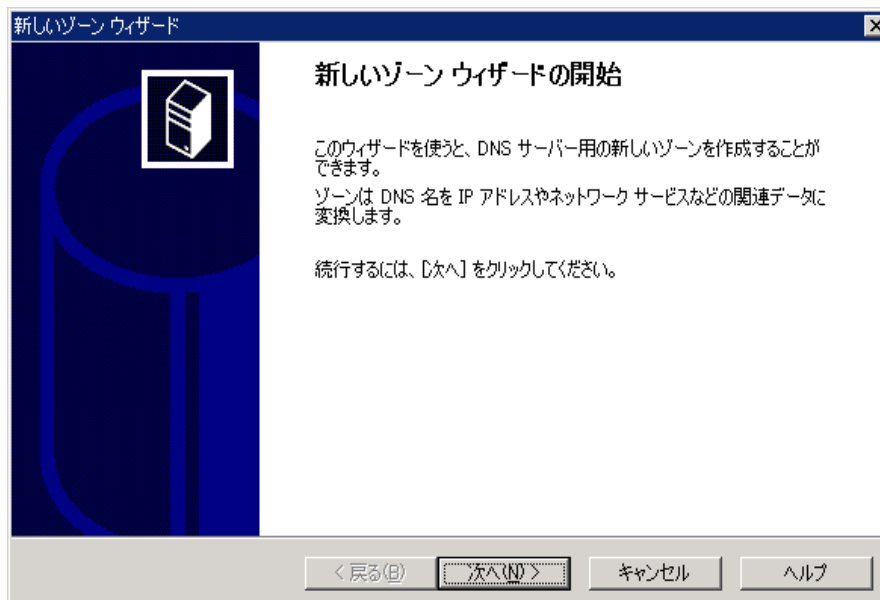 新しいゾーン ウィザード
新しいゾーン ウィザードの開始
このウィザードを使うと、DNS サーバー用の新しいゾーンを作成することが
できます。
ゾーンは DNS 名を IP アドレスやネットワーク サービスなどの関連データに
変換します。
続行するには、[次へ] をクリックしてください。
< 戻る(B)
次へ(N) >
キャンセル
ヘルプ